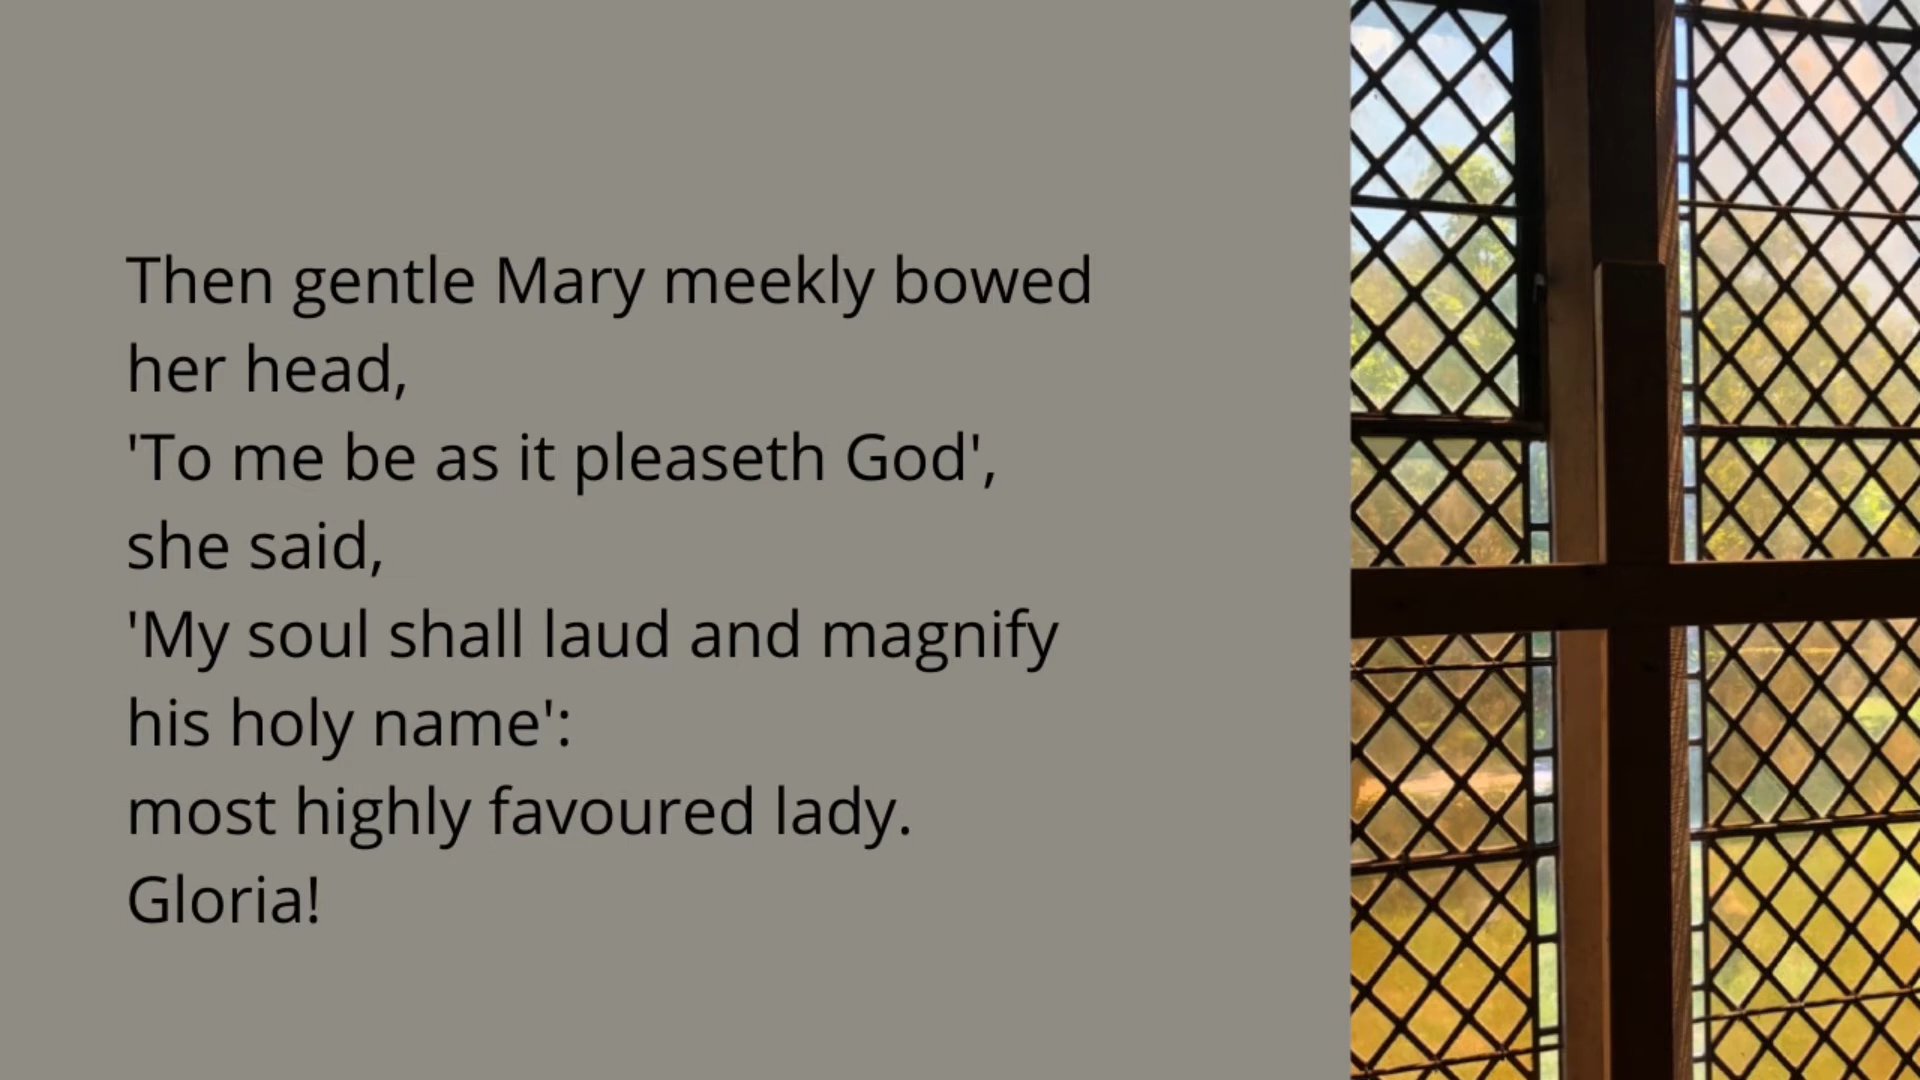 Then gentle Mary meekly bowed
her head,
'To me be as it pleaseth God',
she said,
'My soul shall laud and magnify
his holy name':
most highly favoured lady.
Gloria!